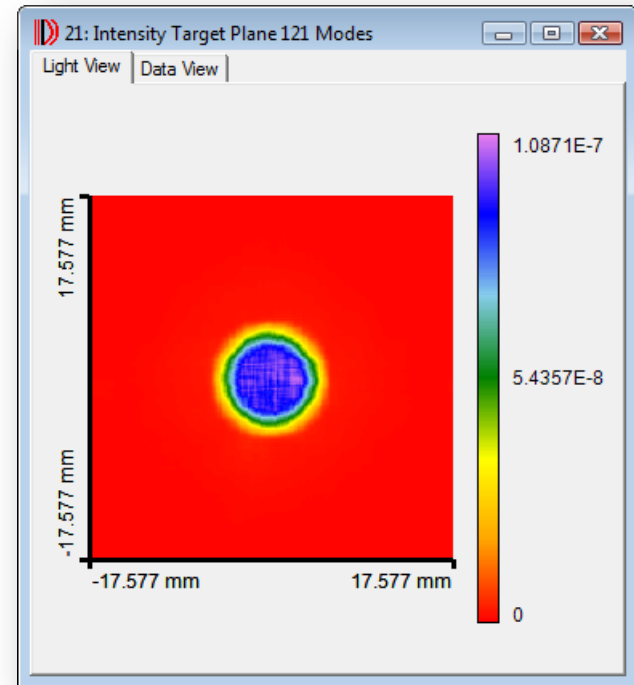 21: Intensity Target Plane 121 Modes
Light View
Data View
1.0871E-7
17.577 mm
5.4357E-8
-17.577 mm
-17.577 mm
17.577 mm
0